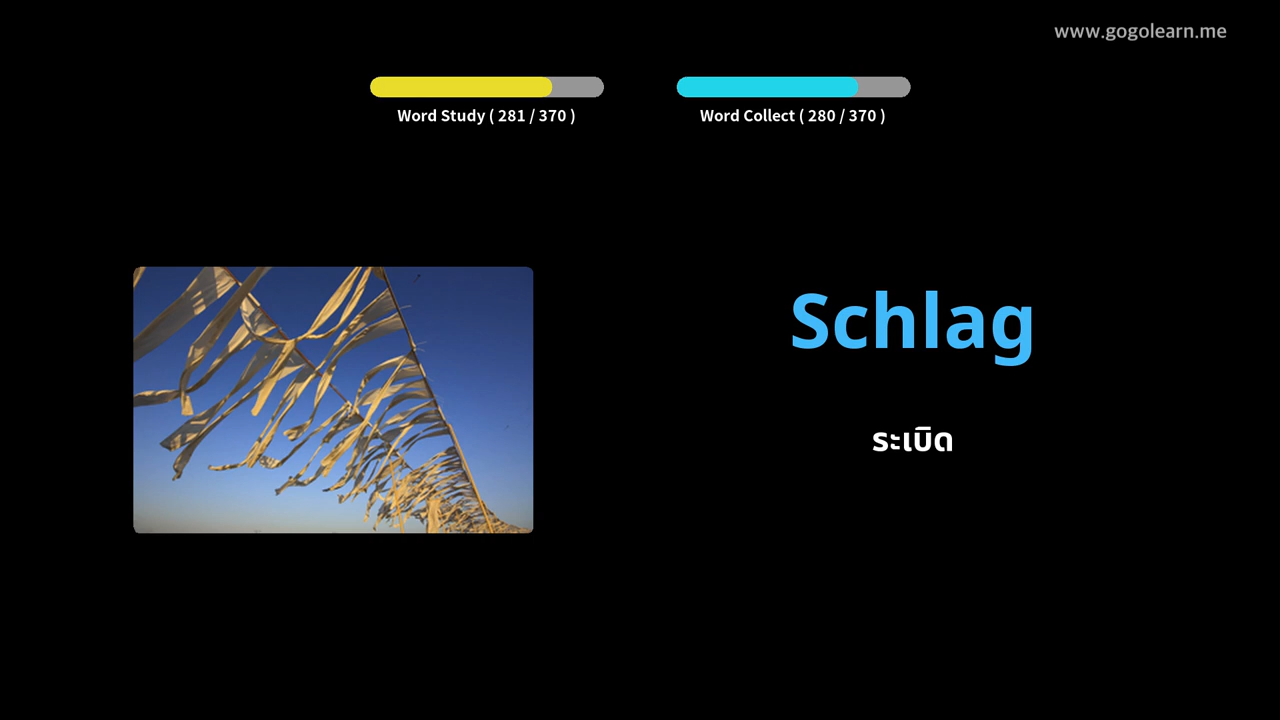 www.gogolearn.me
Word Study ( 281 / 370 )
Word Collect ( 280 / 370 )
Schlag
ระเบิด